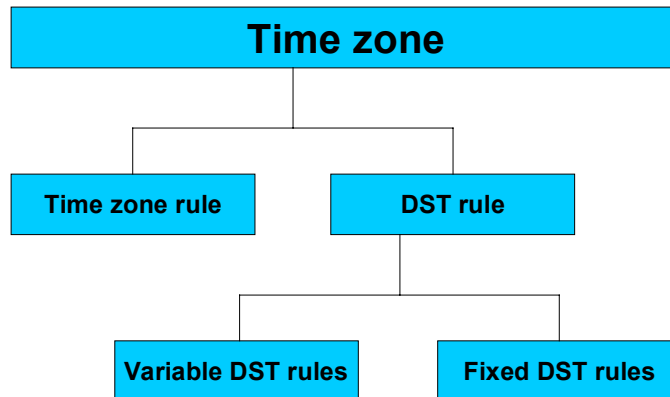 Time zone
Time zone rule
DST rule
Variable DST rules
Fixed DST rules